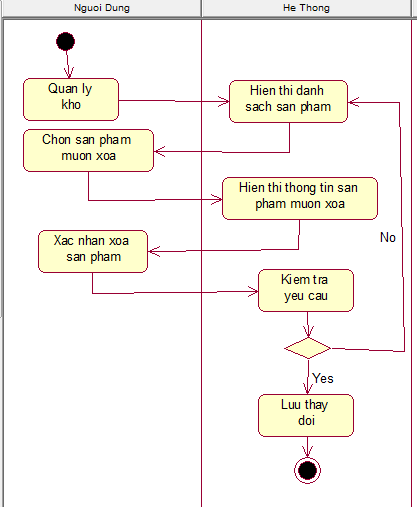 Nguoi Dung
He Thong
Quan ly
kho
Hien thi danh
sach san pham
Chon san pham
muon xoa
Hien thi thong tin san
pham muon xoa
Xac nhan xoa
san pham
No
Kiem tra
yeu cau
Yes
Luu thay
doi